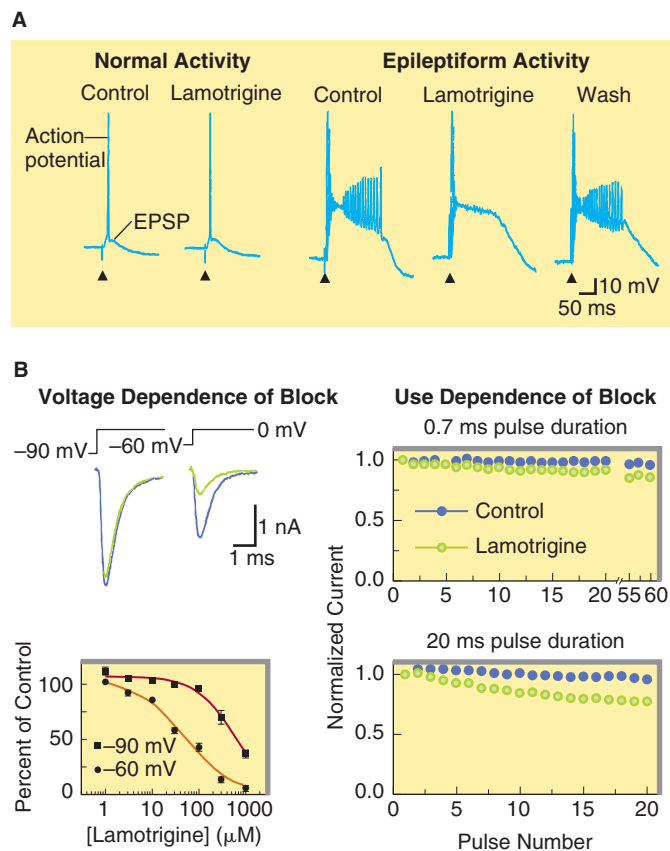 A
Normal Activity
Epileptiform Activity
Control
Lamotrigine
Control
Lamotrigine
Wash
Action
potential
EPSP
10 mV
50 ms
B
Voltage Dependence of Block
Use Dependence of Block
–90 mV
–60 mV
0 mV
1 nA
1 ms
0.7 ms pulse duration
1.0
0.5
0.0
Control
Lamotrigine
0 5 10 15 20 55 60
Normalized Current
20 ms pulse duration
1.0
0.75
0.5
0 5 10 15 20
Pulse Number
Percent of Control
100
50
0
–90 mV
–60 mV
1 10 100 1000
[Lamotrigine] (μM)